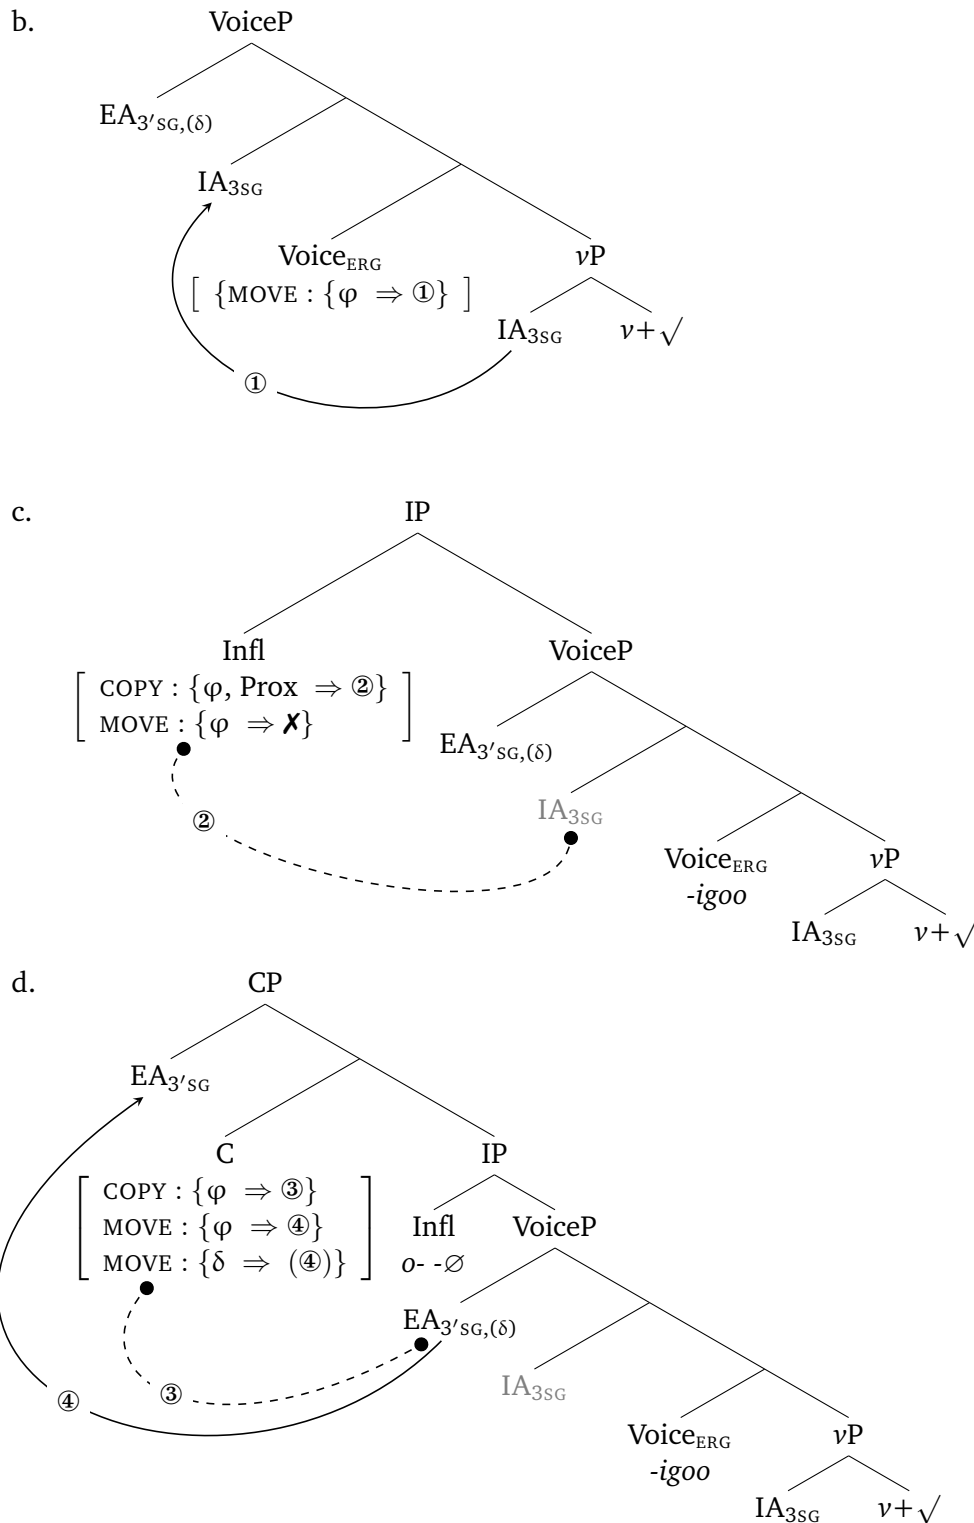 b.
VoiceP
EA3′SG,(δ)
IA3SG
VoiceERG
vP
[ {MOVE : {φ ⇒ ①} ]
IA3SG v+√
①
c.
IP
Infl VoiceP
[ COPY : {φ, Prox ⇒ ②}
MOVE : {φ ⇒ ✗} ]
EA3′SG,(δ)
IA3SG
②
VoiceERG vP
-igoo
IA3SG v+√
d.
CP
EA3′SG
C IP
[ COPY : {φ ⇒ ③}
MOVE : {φ ⇒ ④}
MOVE : {δ ⇒ (④)} ]
Infl VoiceP
o- -∅
EA3′SG,(δ)
IA3SG
③
④
VoiceERG vP
-igoo
IA3SG v+√